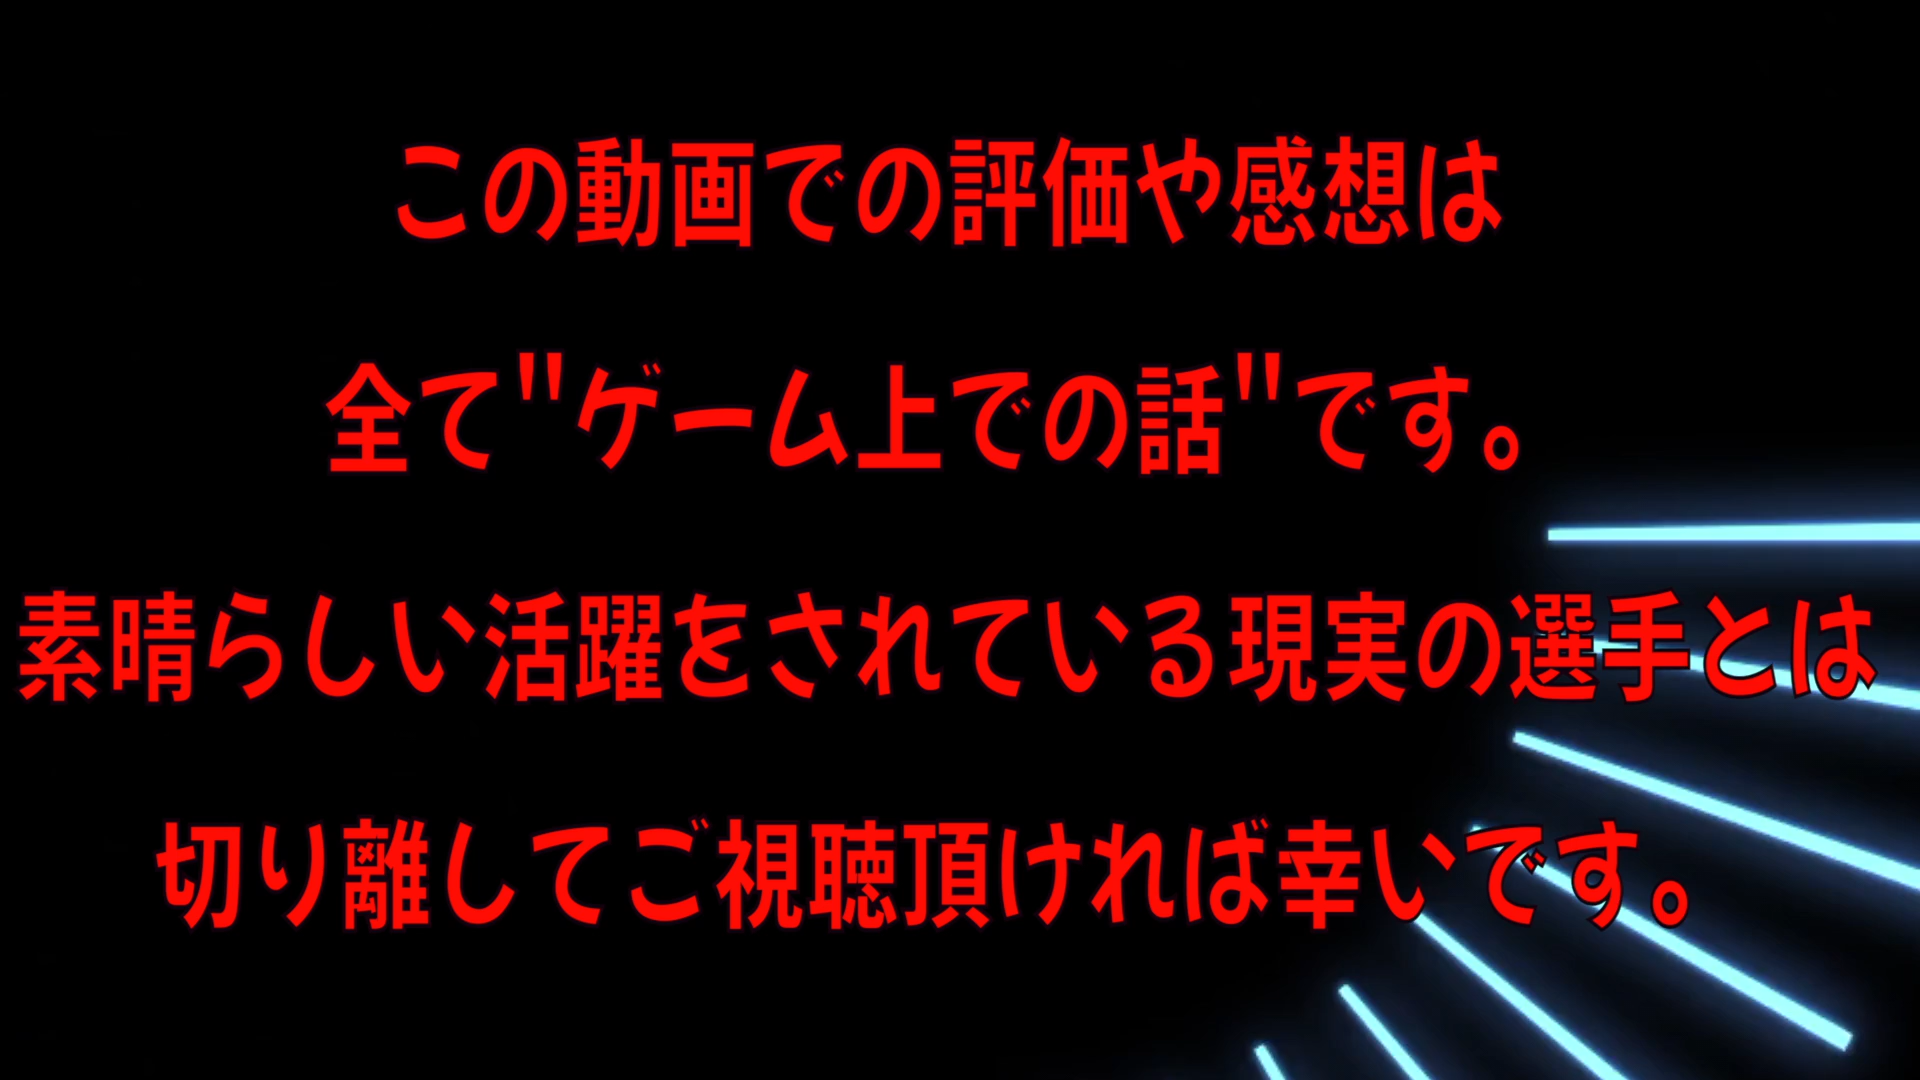 この動画での評価や感想は
全て"ゲーム上での話"です。
素晴らしい活躍をされている現実の選手とは
切り離してご視聴頂ければ幸いです。